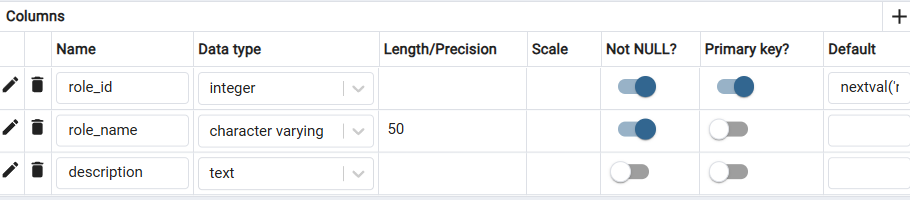 Columns
Name Data type Length/Precision Scale Not NULL? Primary key? Default
role_id integer nextval('r
role_name character varying 50
description text